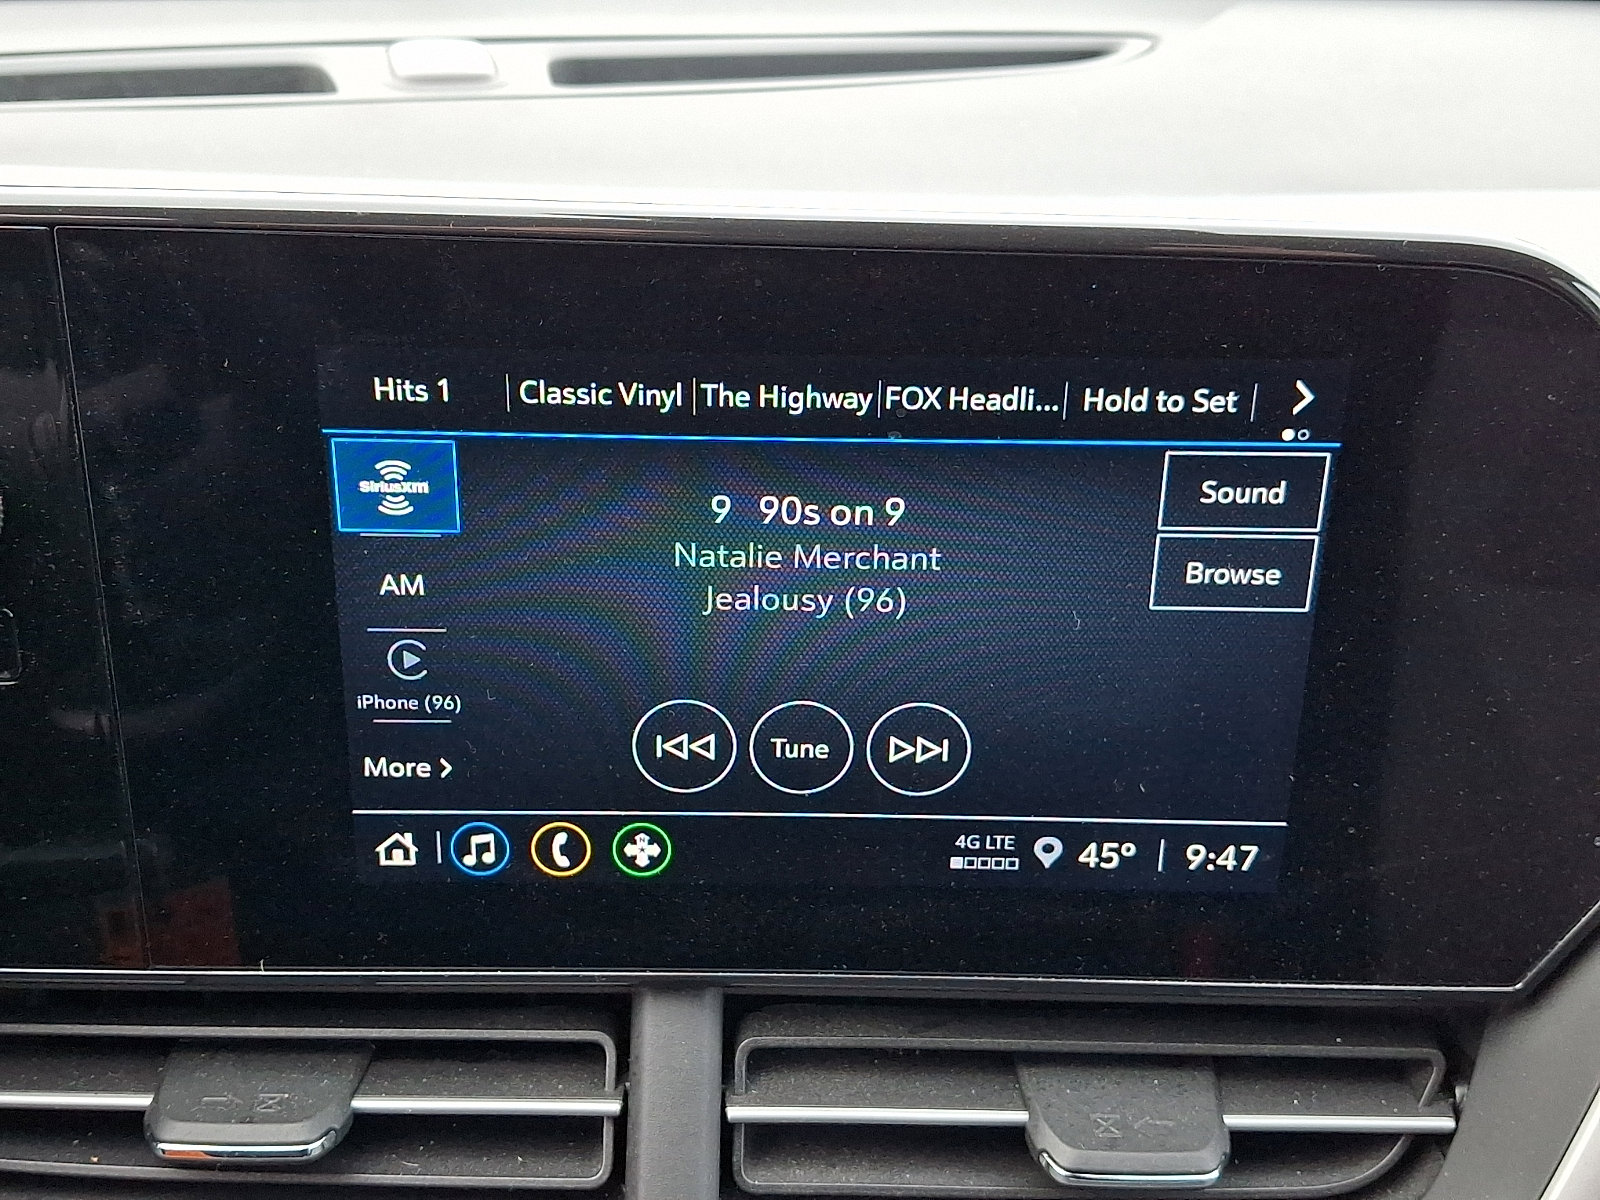 Hits 1 Classic Vinyl The Highway FOX Headli... Hold to Set
SiriusXM
9 90s on 9
Natalie Merchant
Jealousy (96)
Sound
Browse
AM
iPhone (96)
More
Tune
4G LTE
45° 9:47